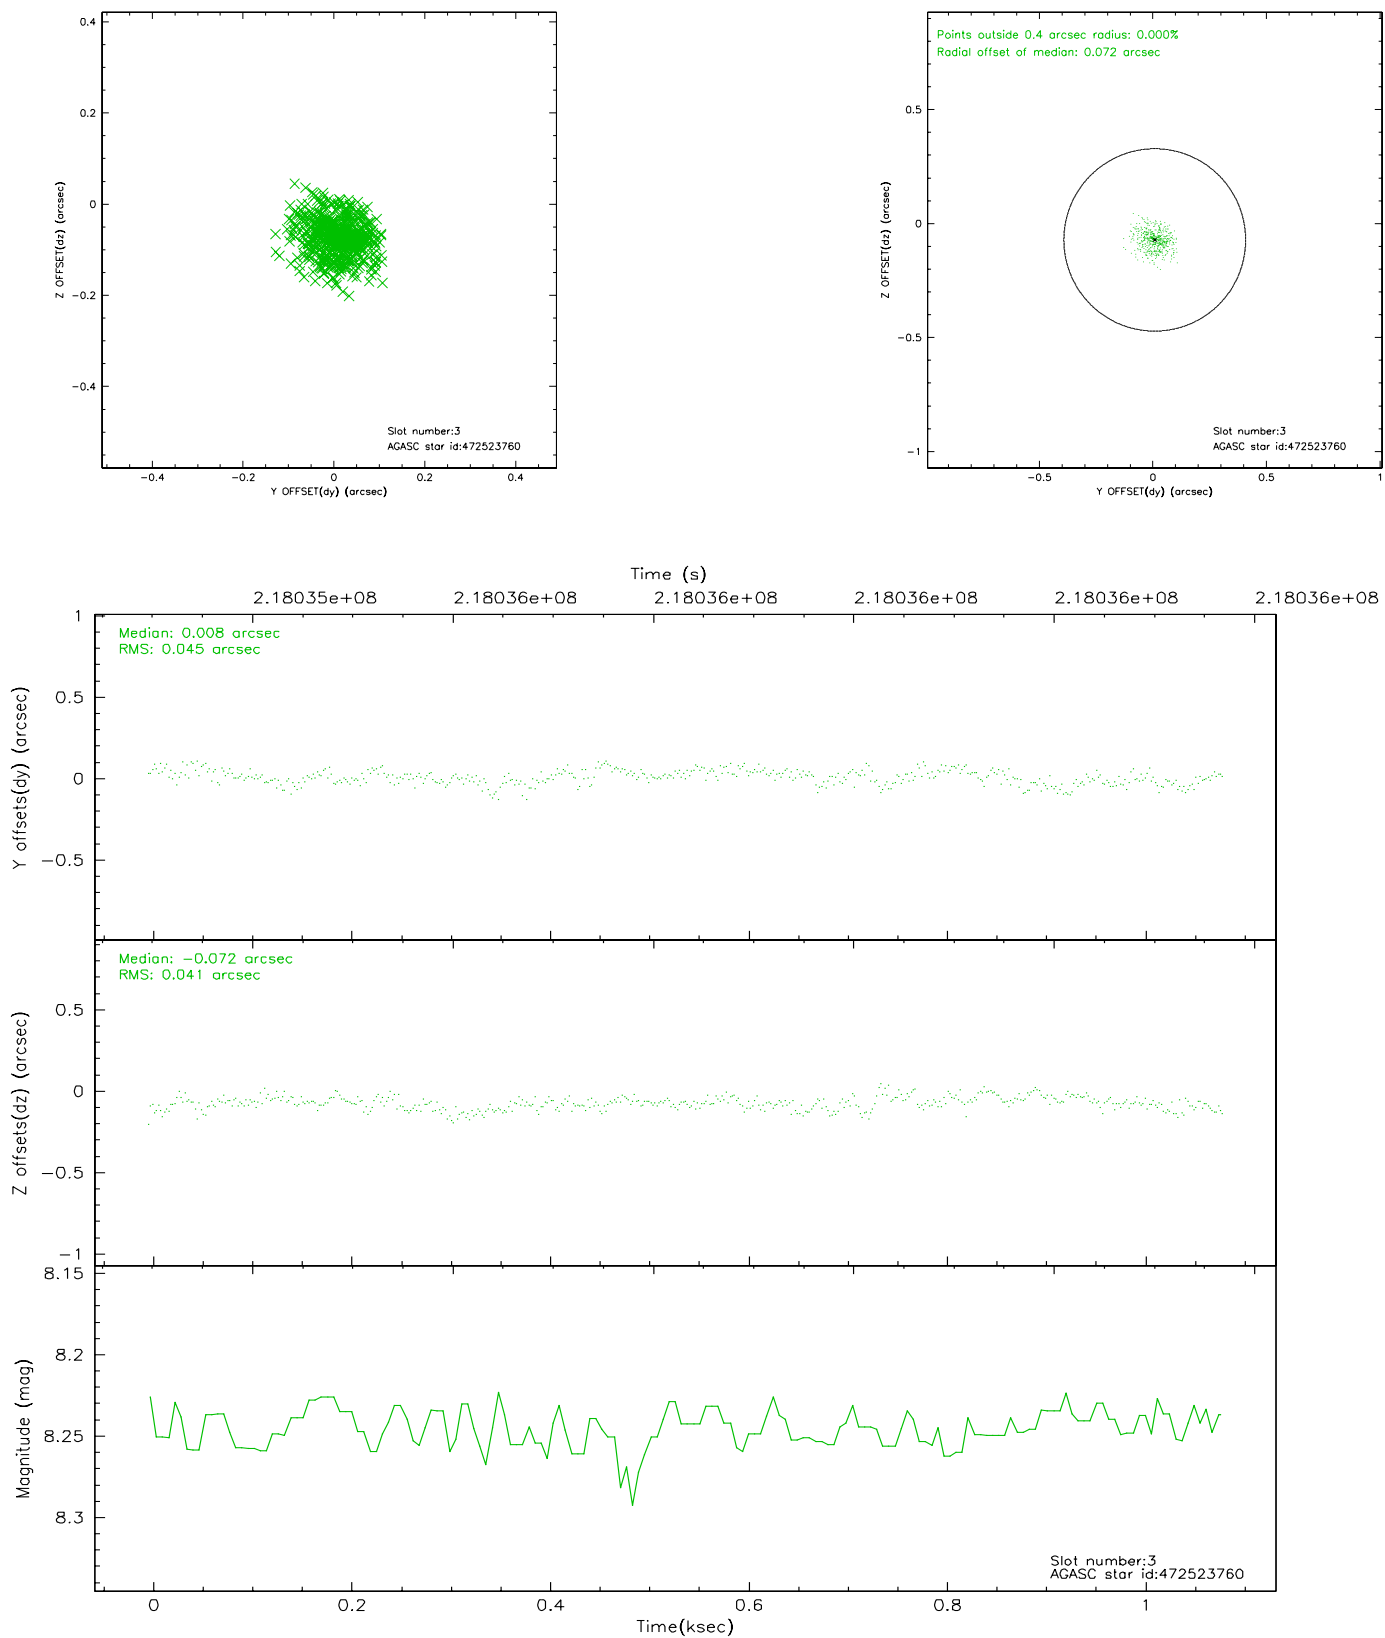 0.4
0.2
0
−0.2
−0.4
Z OFFSET(dz) (arcsec)
Slot number:3
AGASC star id:472523760
−0.4 −0.2 0 0.2 0.4
Y OFFSET(dy) (arcsec)
Points outside 0.4 arcsec radius: 0.000%
Radial offset of median: 0.072 arcsec
0.5
0
−0.5
−1
Z OFFSET(dz) (arcsec)
Slot number:3
AGASC star id:472523760
−0.5 0 0.5 1
Y OFFSET(dy) (arcsec)
Time (s)
2.18035e+08 2.18036e+08 2.18036e+08 2.18036e+08 2.18036e+08 2.18036e+08
1
0.5
0
−0.5
Y offsets(dy) (arcsec)
Median: 0.008 arcsec
RMS: 0.045 arcsec
0.5
0
−0.5
−1
Z offsets(dz) (arcsec)
Median: −0.072 arcsec
RMS: 0.041 arcsec
8.15
8.2
8.25
8.3
Magnitude (mag)
Slot number:3
AGASC star id:472523760
0 0.2 0.4 0.6 0.8 1
Time(ksec)